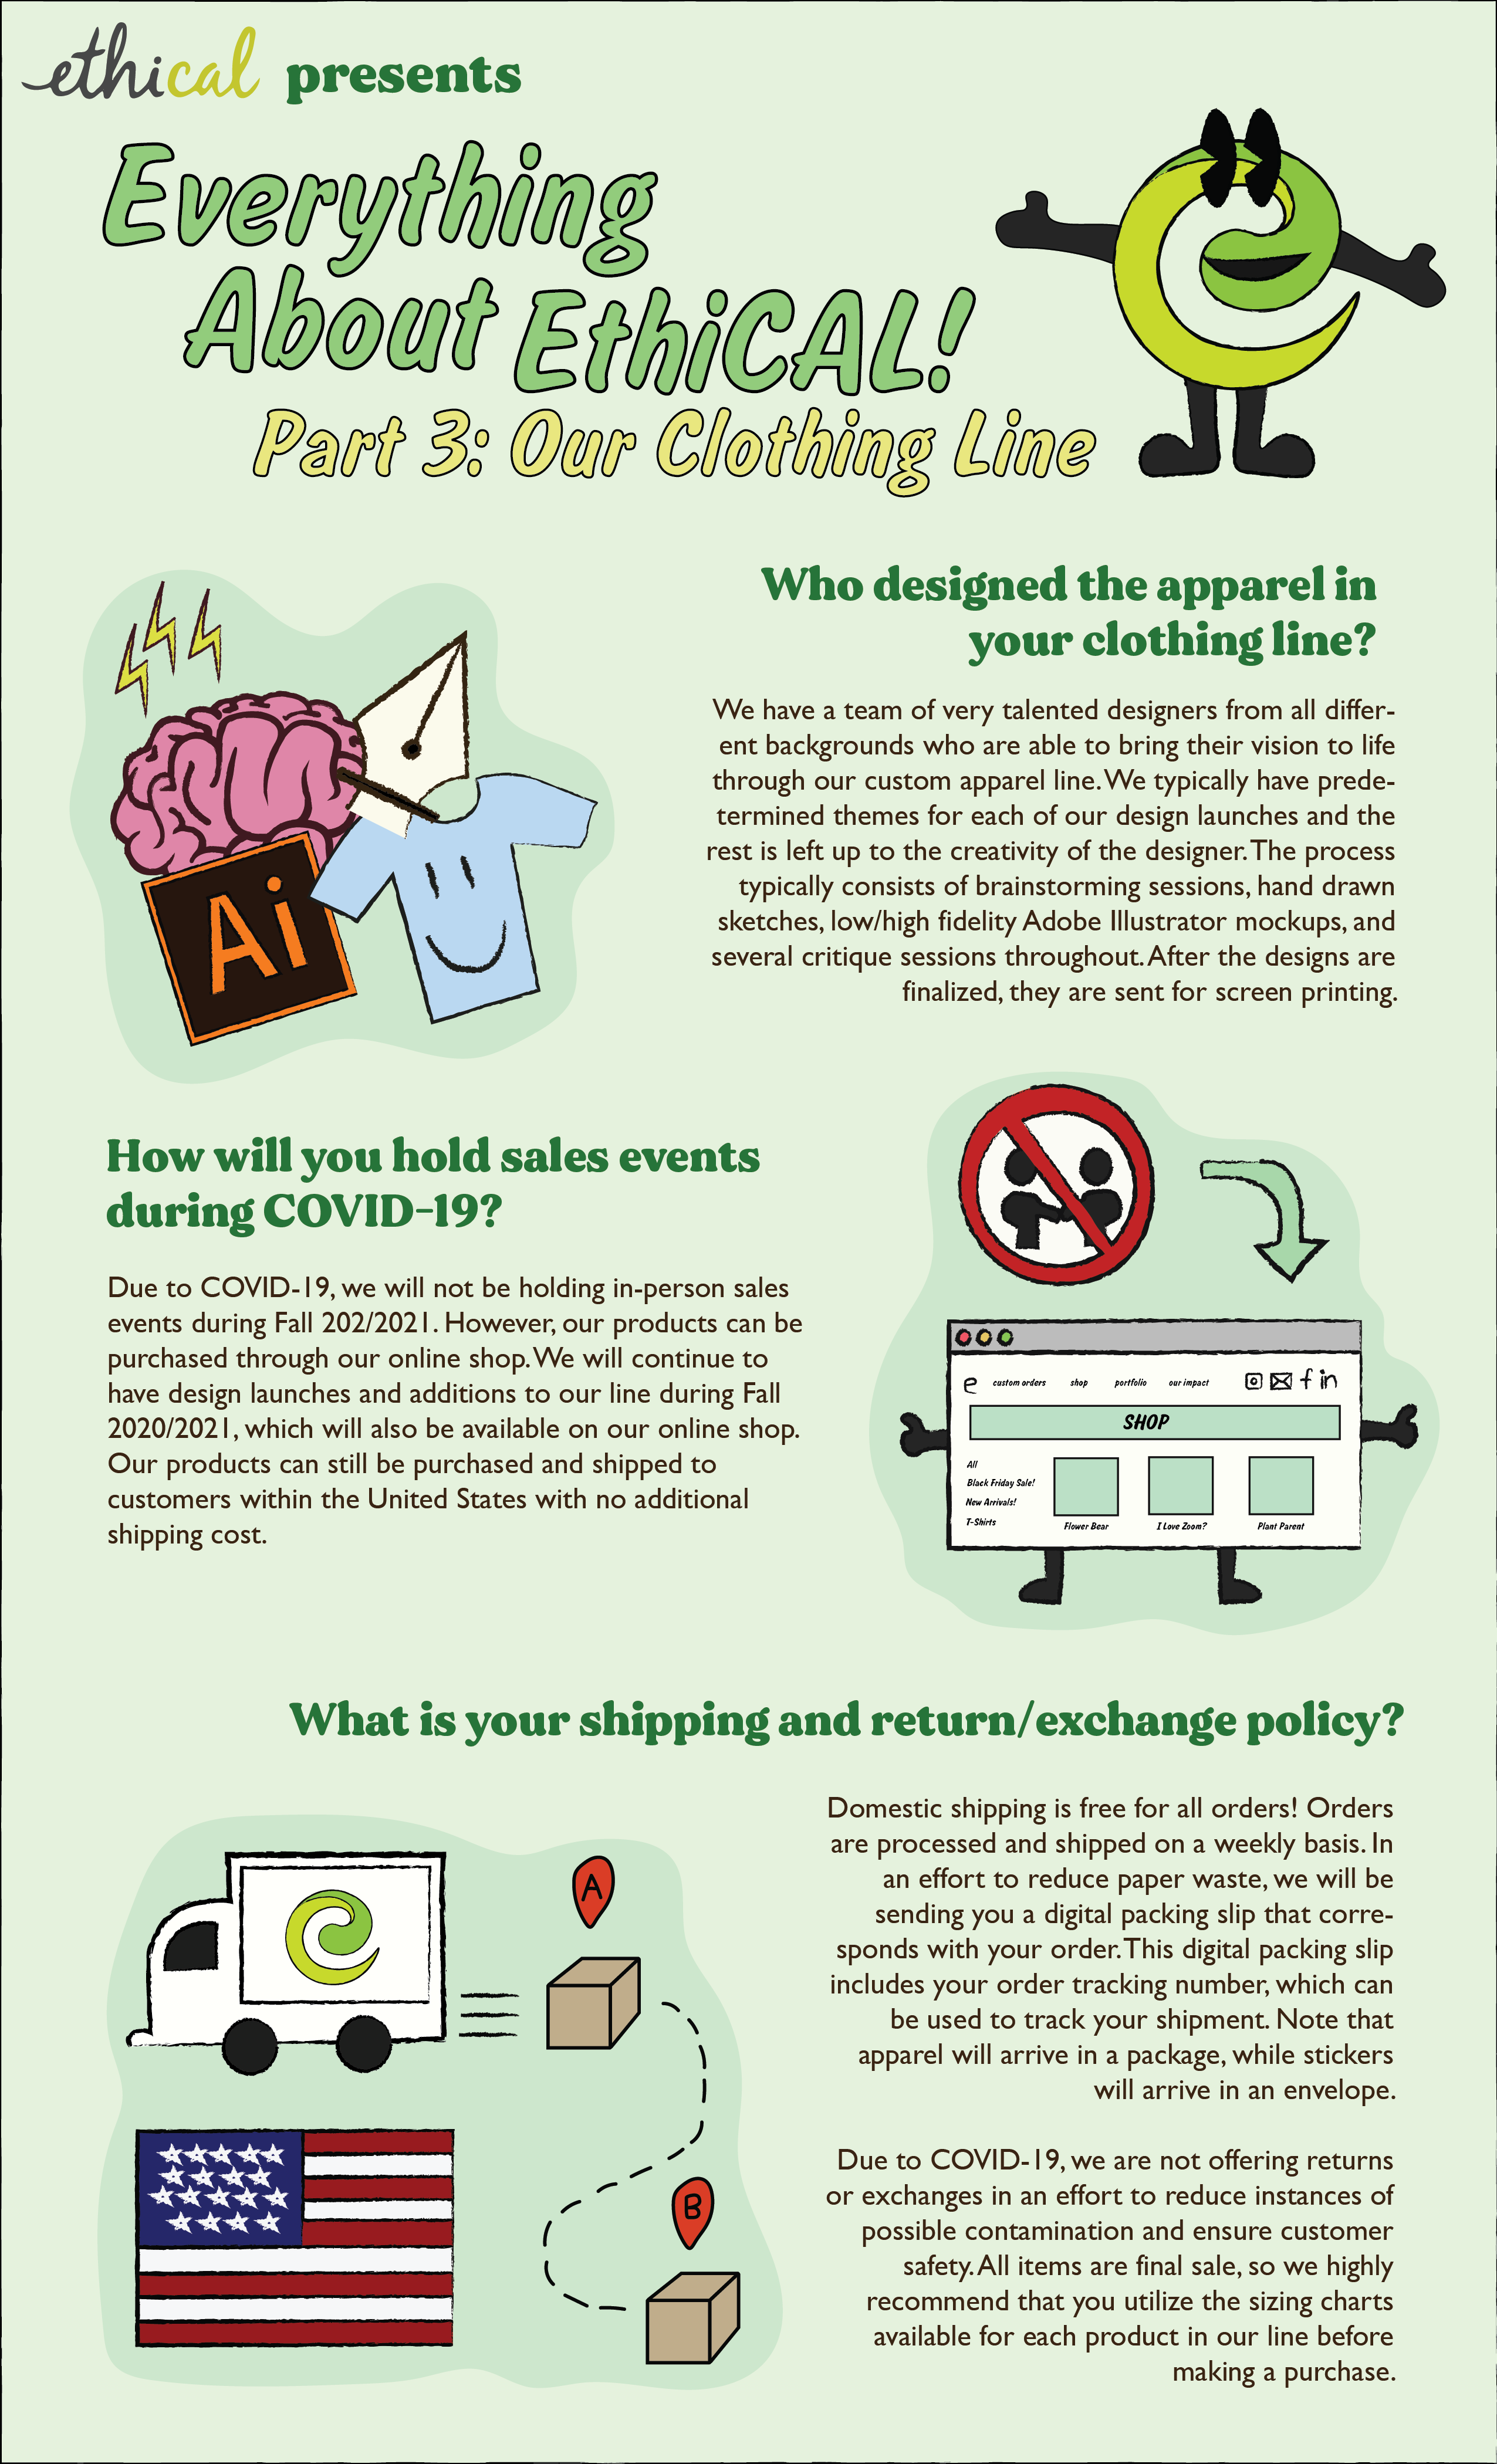 ethical presents
Everything
About EthiCAL!
Part 3: Our Clothing Line
Who designed the apparel in
your clothing line?
We have a team of very talented designers from all differ-
ent backgrounds who are able to bring their vision to life
through our custom apparel line. We typically have prede-
termined themes for each of our design launches and the
rest is left up to the creativity of the designer. The process
typically consists of brainstorming sessions, hand drawn
sketches, low/high fidelity Adobe Illustrator mockups, and
several critique sessions throughout. After the designs are
finalized, they are sent for screen printing.
Ai
How will you hold sales events
during COVID-19?
Due to COVID-19, we will not be holding in-person sales
events during Fall 202/2021. However, our products can be
purchased through our online shop. We will continue to
have design launches and additions to our line during Fall
2020/2021, which will also be available on our online shop.
Our products can still be purchased and shipped to
customers within the United States with no additional
shipping cost.
e custom orders shop portfolio our impact f in
SHOP
All
Black Friday Sale!
New Arrivals!
T-Shirts
Flower Bear I Love Zoom? Plant Parent
What is your shipping and return/exchange policy?
Domestic shipping is free for all orders! Orders
are processed and shipped on a weekly basis. In
an effort to reduce paper waste, we will be
sending you a digital packing slip that corre-
sponds with your order. This digital packing slip
includes your order tracking number, which can
be used to track your shipment. Note that
apparel will arrive in a package, while stickers
will arrive in an envelope.
Due to COVID-19, we are not offering returns
or exchanges in an effort to reduce instances of
possible contamination and ensure customer
safety. All items are final sale, so we highly
recommend that you utilize the sizing charts
available for each product in our line before
making a purchase.
A
B